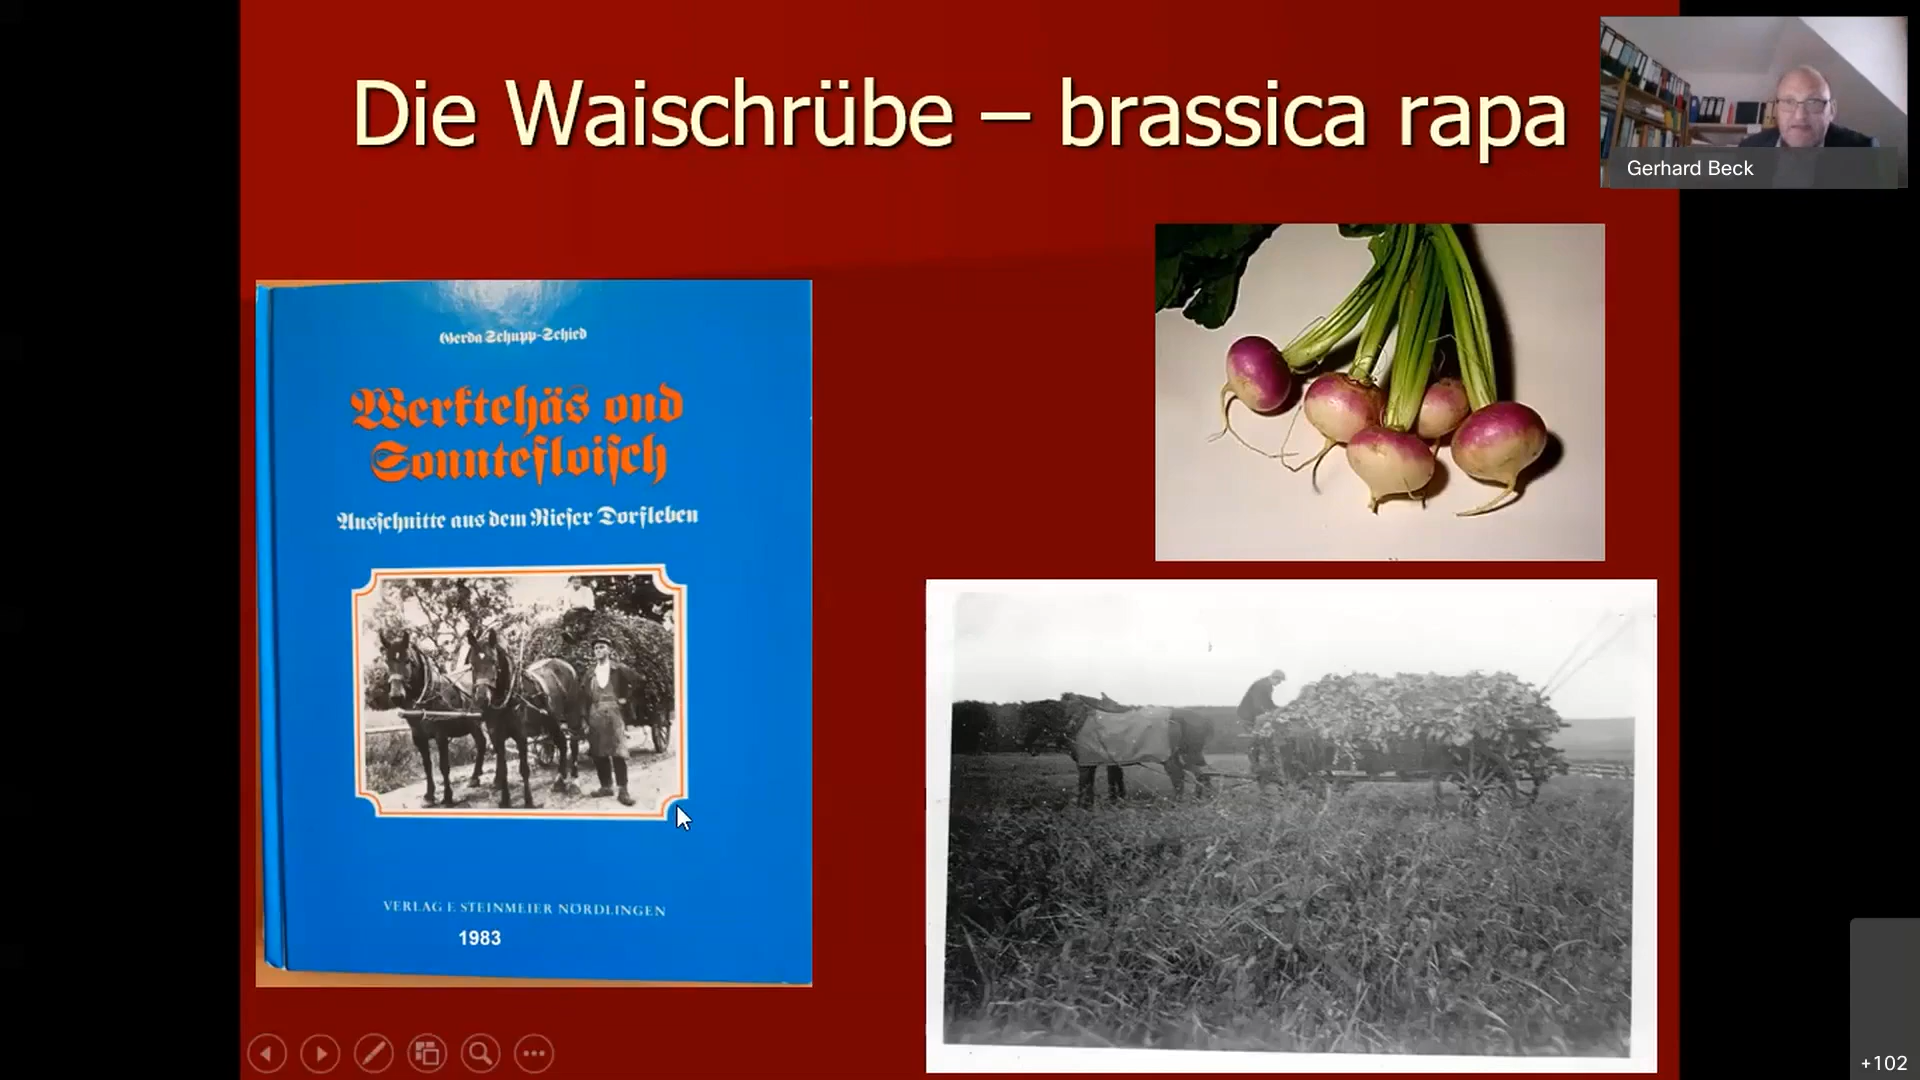 Die Waischrübe – brassica rapa
Gerhard Beck
Gerda Schupp-Schied
Werktehäs ond
Sonntefloisch
Ausschnitte aus dem Rieser Dorfleben
VERLAG F. STEINMEIER NÖRDLINGEN
1983
+102